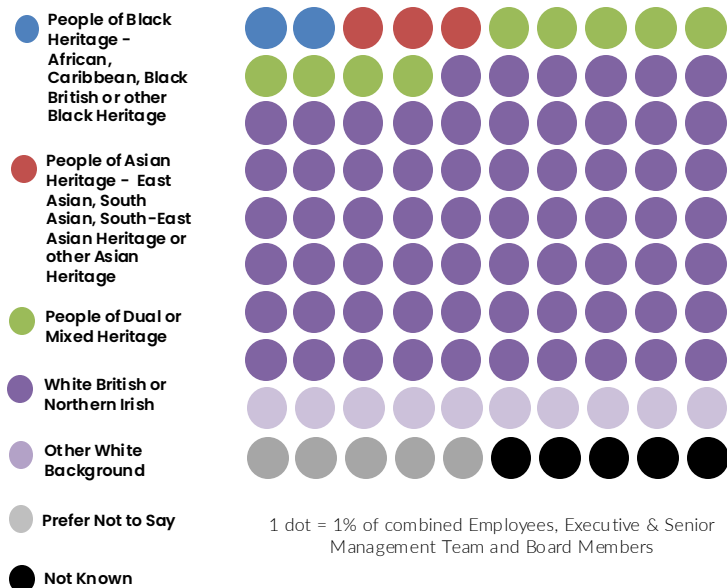 People of Black
Heritage -
African,
Caribbean, Black
British or other
Black Heritage
People of Asian
Heritage - East
Asian, South
Asian, South-East
Asian Heritage or
other Asian
Heritage
People of Dual or
Mixed Heritage
White British or
Northern Irish
Other White
Background
Prefer Not to Say
Not Known
1 dot = 1% of combined Employees, Executive & Senior
Management Team and Board Members